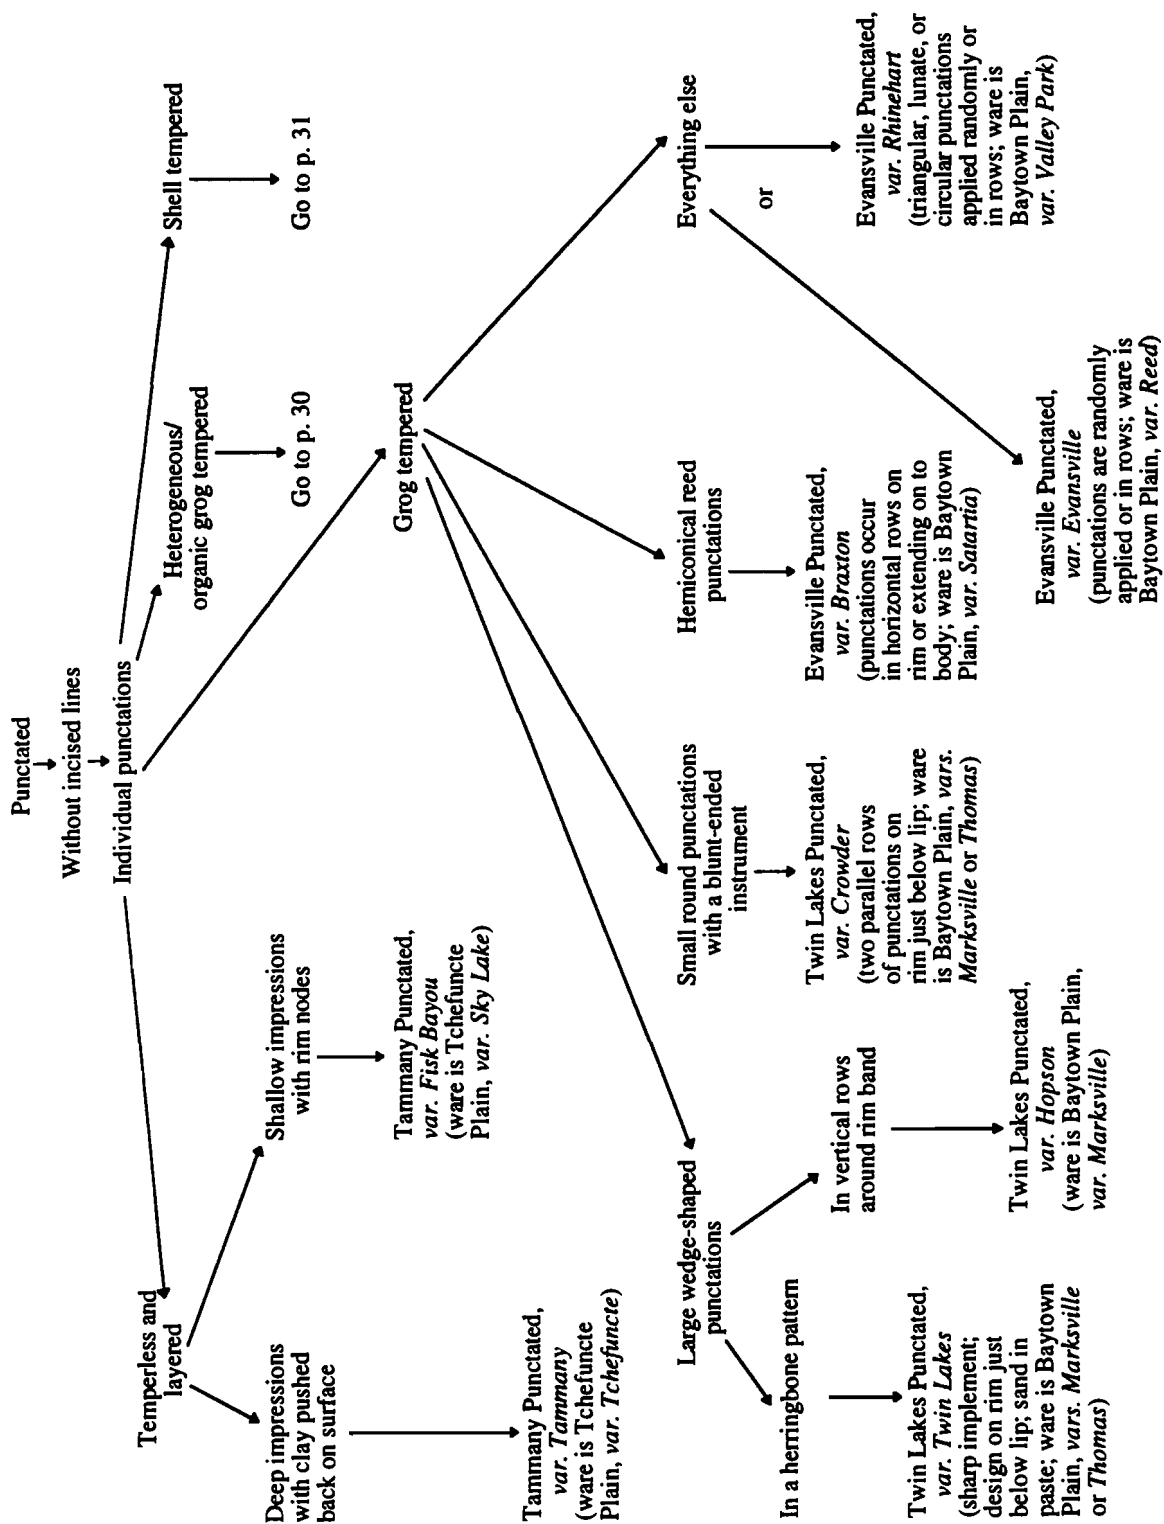 Punctated
Without incised lines
Individual punctations
Temperless and
layered
Heterogeneous/
organic grog tempered
Shell tempered
Deep impressions
with clay pushed
back on surface
Shallow impressions
with rim nodes
Go to p. 30
Go to p. 31
Grog tempered
Tammany Punctated,
var. Fisk Bayou
(ware is Tchefuncte
Plain, var. Sky Lake)
Tammany Punctated,
var. Tammany
(ware is Tchefuncte
Plain, var. Tchefuncte)
Large wedge-shaped
punctations
Small round punctations
with a blunt-ended
instrument
Hemiconical reed
punctations
Everything else
or
In a herringbone pattern
In vertical rows
around rim band
Twin Lakes Punctated,
var. Crowder
(two parallel rows
of punctations on
rim just below lip; ware
is Baytown Plain, vars.
Marksville or Thomas)
Evansville Punctated,
var. Braxton
(punctations occur
in horizontal rows on
rim or extending on to
body; ware is Baytown
Plain, var. Satartia)
Evansville Punctated,
var. Rhinehart
(triangular, lunate, or
circular punctations
applied randomly or
in rows; ware is
Baytown Plain,
var. Valley Park)
Twin Lakes Punctated,
var. Twin Lakes
(sharp implement;
design on rim just
below lip; sand in
paste; ware is Baytown
Plain, vars. Marksville
or Thomas)
Twin Lakes Punctated,
var. Hopson
(ware is Baytown Plain,
var. Marksville)
Evansville Punctated,
var. Evansville
(punctations are randomly
applied or in rows; ware is
Baytown Plain, var. Reed)